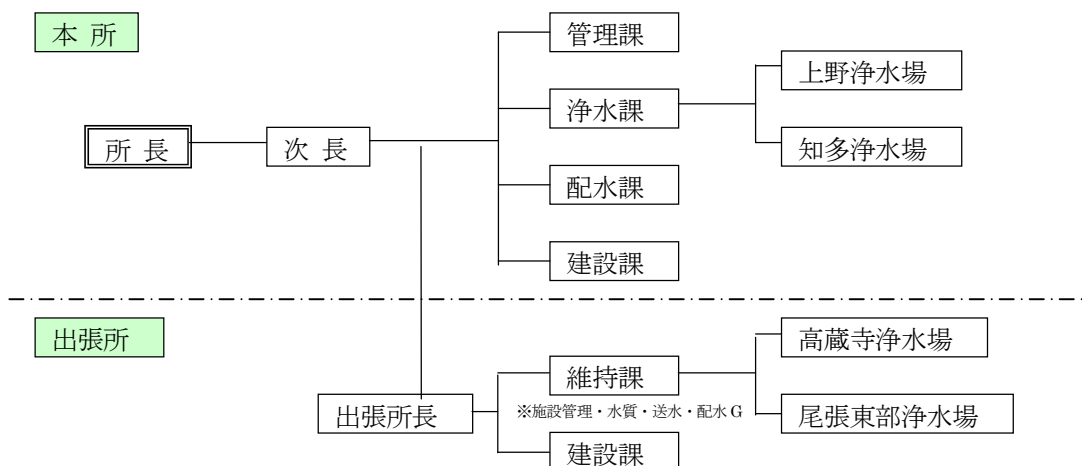 本 所
管理課
上野浄水場
浄水課
所 長
次 長
知多浄水場
配水課
建設課
出張所
高蔵寺浄水場
維持課
出張所長
※施設管理・水質・送水・配水G
尾張東部浄水場
建設課